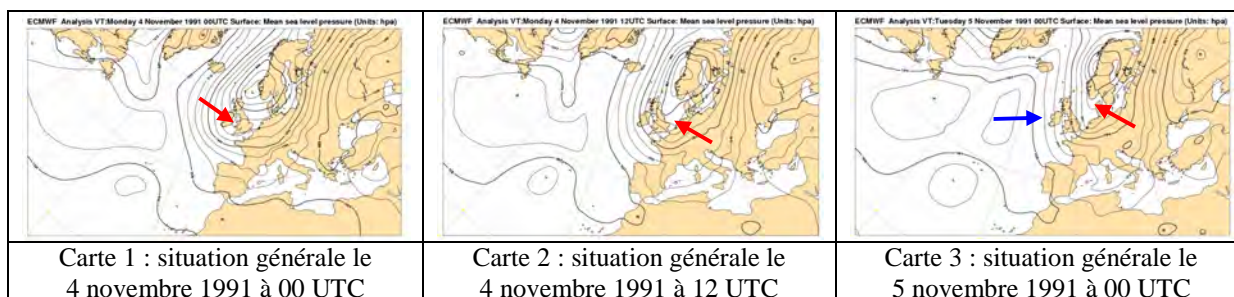 ECMWF Analysis VT:Monday 4 November 1991 00UTC Surface: Mean sea level pressure (Units: hpa)
ECMWF Analysis VT:Monday 4 November 1991 12UTC Surface: Mean sea level pressure (Units: hpa)
ECMWF Analysis VT:Tuesday 5 November 1991 00UTC Surface: Mean sea level pressure (Units: hpa)
Carte 1 : situation générale le
4 novembre 1991 à 00 UTC
Carte 2 : situation générale le
4 novembre 1991 à 12 UTC
Carte 3 : situation générale le
5 novembre 1991 à 00 UTC